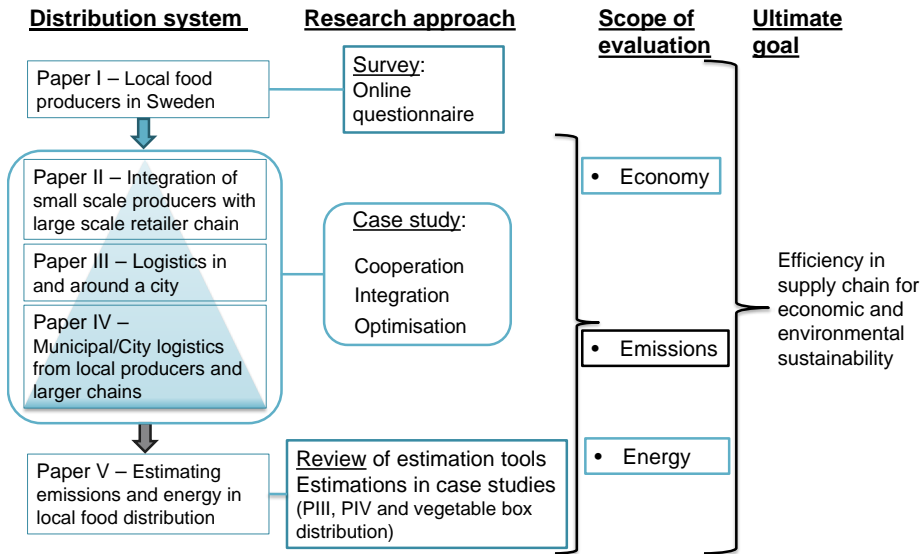 Distribution system
Research approach
Scope of
evaluation
Ultimate
goal
Paper I – Local food
producers in Sweden
Survey:
Online
questionnaire
Paper II – Integration of
small scale producers with
large scale retailer chain
Paper III – Logistics in
and around a city
Paper IV –
Municipal/City logistics
from local producers and
larger chains
Case study:
Cooperation
Integration
Optimisation
Paper V – Estimating
emissions and energy in
local food distribution
Review of estimation tools
Estimations in case studies
(PIII, PIV and vegetable box
distribution)
• Economy
• Emissions
• Energy
Efficiency in
supply chain for
economic and
environmental
sustainability